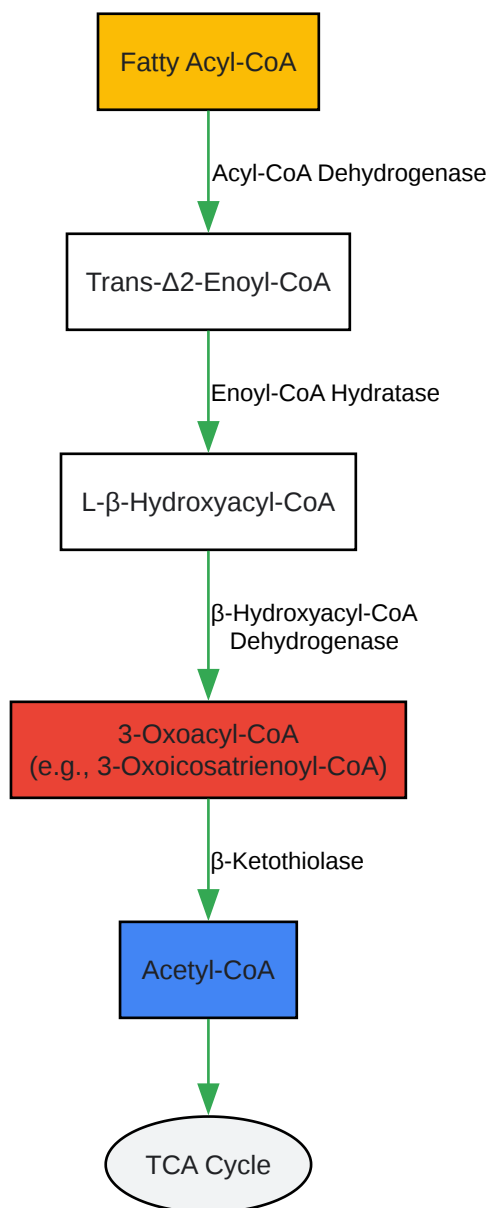 Fatty Acyl-CoA
Acyl-CoA Dehydrogenase
Trans-Δ2-Enoyl-CoA
Enoyl-CoA Hydratase
L-β-Hydroxyacyl-CoA
β-Hydroxyacyl-CoA
Dehydrogenase
3-Oxoacyl-CoA
(e.g., 3-Oxoicosatrienoyl-CoA)
β-Ketothiolase
Acetyl-CoA
TCA Cycle